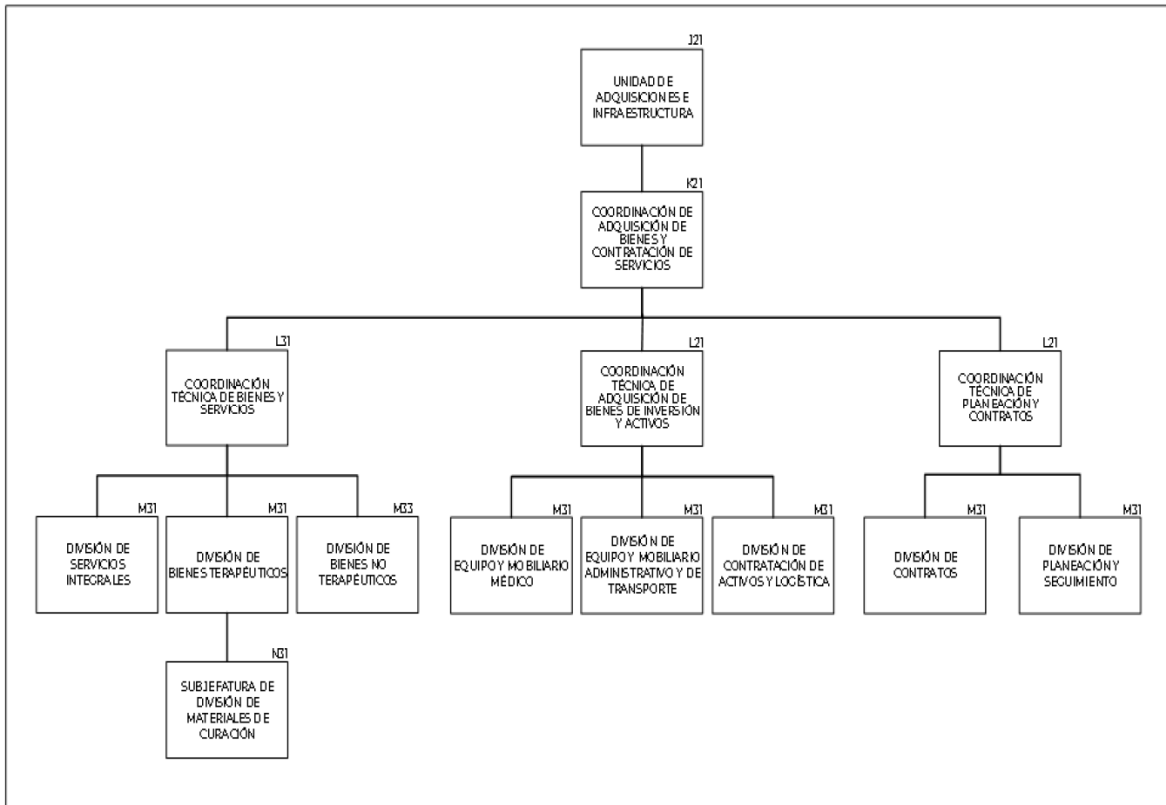 J21
UNIDAD DE
ADQUISICIONES E
INFRAESTRUCTURA
K21
COORDINACIÓN DE
ADQUISICIÓN DE
BIENES Y
CONTRATACIÓN DE
SERVICIOS
L31
COORDINACIÓN
TÉCNICA DE BIENES Y
SERVICIOS
L21
COORDINACIÓN
TÉCNICA DE
ADQUISICIÓN DE
BIENES DE INVERSIÓN
Y ACTIVOS
L21
COORDINACIÓN
TÉCNICA DE
PLANEACIÓN Y
CONTRATOS
M31
DIVISIÓN DE
SERVICIOS
INTEGRALES
M31
DIVISIÓN DE
BIENES TERAPÉUTICOS
M33
DIVISIÓN DE
BIENES NO
TERAPÉUTICOS
M31
DIVISIÓN DE
EQUIPO Y MOBILIARIO
MÉDICO
M31
DIVISIÓN DE
EQUIPO Y MOBILIARIO
ADMINISTRATIVO Y DE
TRANSPORTE
M31
DIVISIÓN DE
CONTRATACIÓN DE
ACTIVOS Y LOGÍSTICA
M31
DIVISIÓN DE
CONTRATOS
M31
DIVISIÓN DE
PLANEACIÓN Y
SEGUIMIENTO
N31
SUBJEFATURA DE
DIVISIÓN DE
MATERIALES DE
CURACIÓN